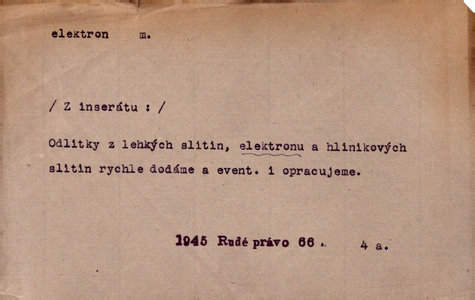 elektron m.
/ Z inserátu : /
Odlitky z lehkých slitin, elektronu a hliníkových
slitin rychle dodáme a event. i opracujeme.
1945 Rudé právo 66 . 4 a.